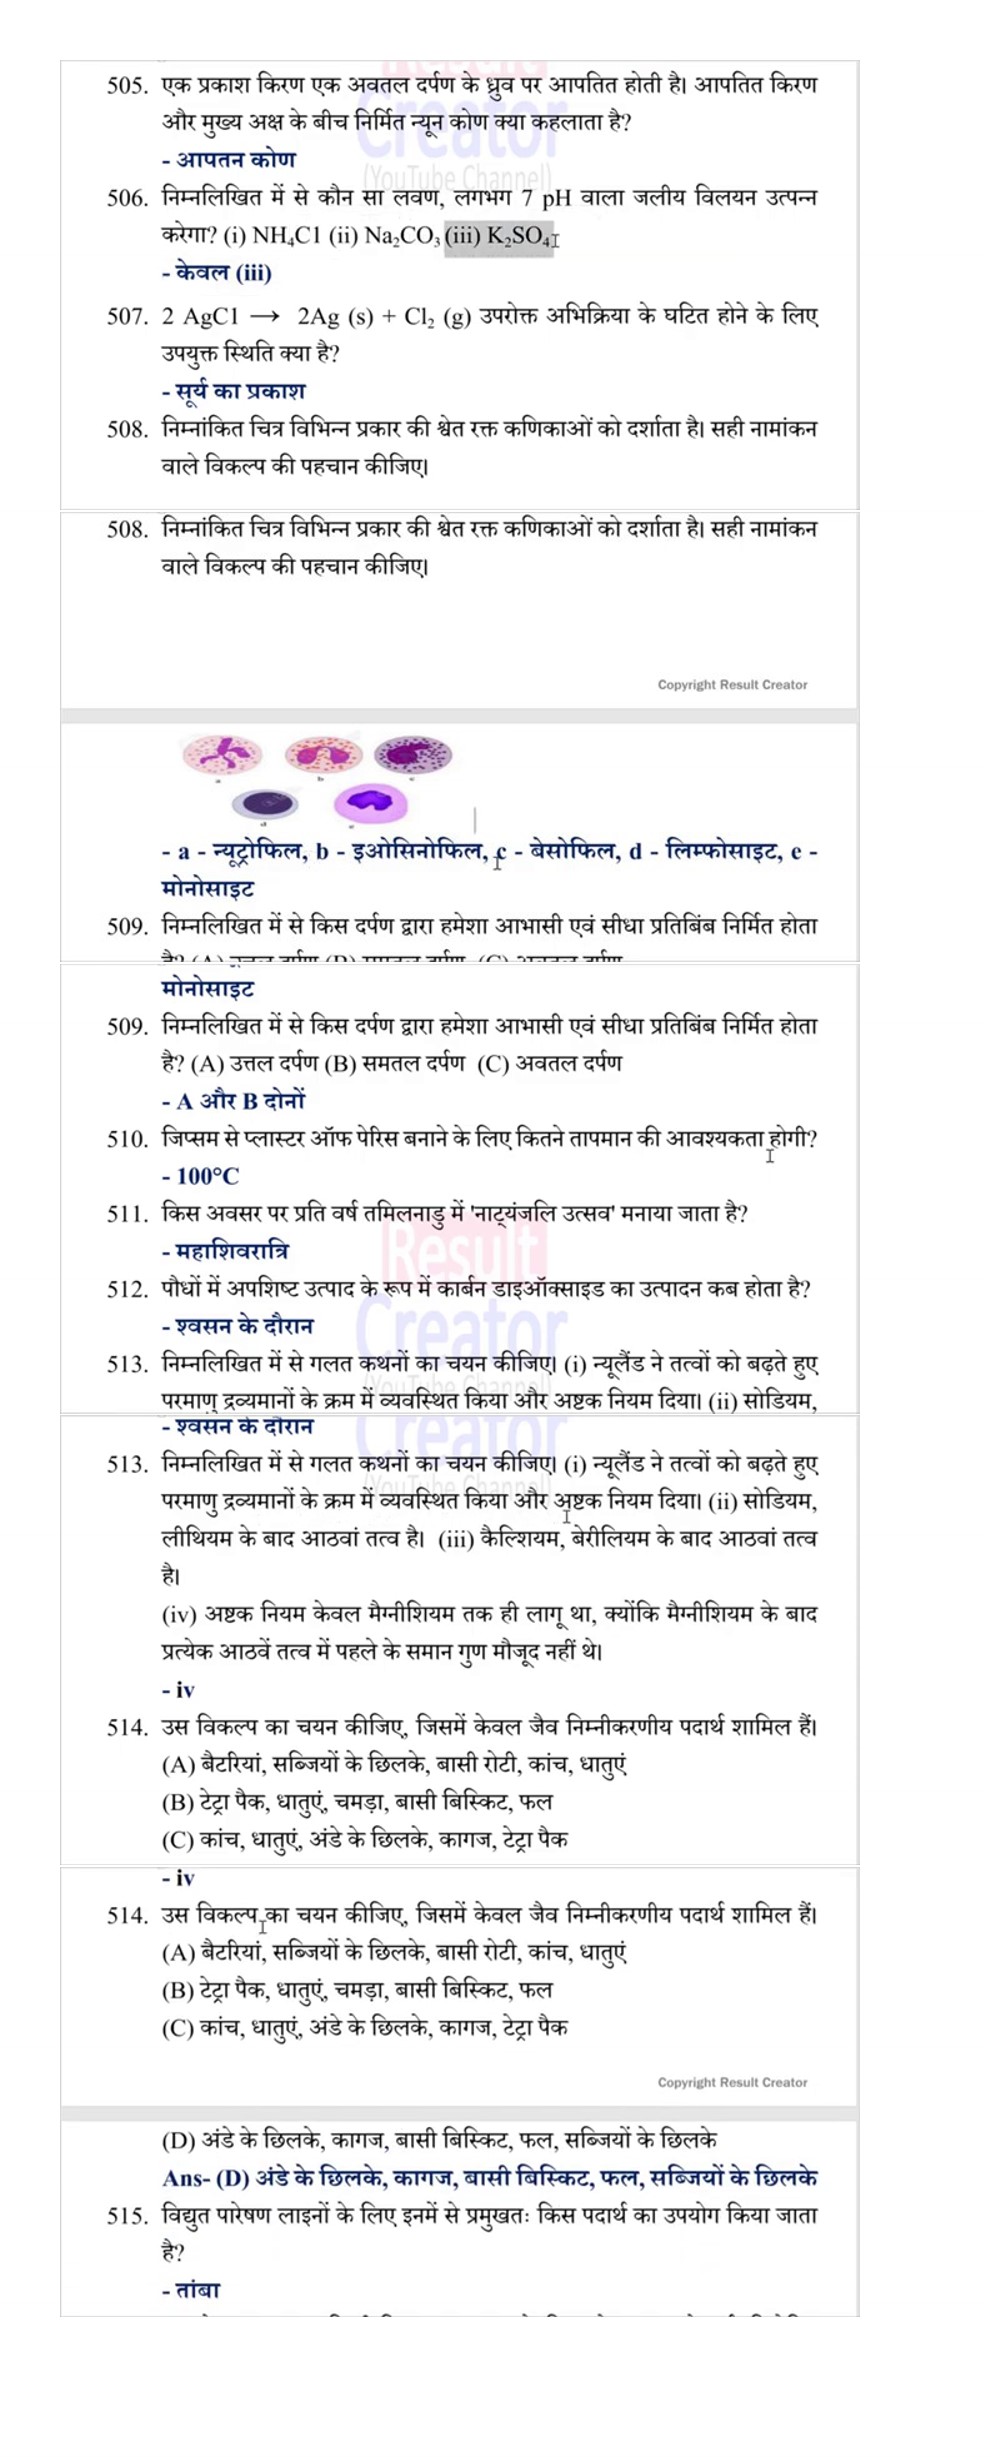 505. एक प्रकाश किरण एक अवतल दर्पण के ध्रुव पर आपतित होती है। आपतित किरण
और मुख्य अक्ष के बीच निर्मित न्यून कोण क्या कहलाता है?
- आपतन कोण
506. निम्नलिखित में से कौन सा लवण, लगभग 7 pH वाला जलीय विलयन उत्पन्न
करेगा? (i) NH₄C1 (ii) Na₂CO₃ (iii) K₂SO₄
- केवल (iii)
507. 2 AgC1 → 2Ag (s) + Cl₂ (g) उपरोक्त अभिक्रिया के घटित होने के लिए
उपयुक्त स्थिति क्या है?
- सूर्य का प्रकाश
508. निम्नांकित चित्र विभिन्न प्रकार की श्वेत रक्त कणिकाओं को दर्शाता है। सही नामांकन
वाले विकल्प की पहचान कीजिए।
508. निम्नांकित चित्र विभिन्न प्रकार की श्वेत रक्त कणिकाओं को दर्शाता है। सही नामांकन
वाले विकल्प की पहचान कीजिए।
Copyright Result Creator
a b c
d e
- a - न्यूट्रोफिल, b - इओसिनोफिल, c - बेसोफिल, d - लिम्फोसाइट, e -
मोनोसाइट
509. निम्नलिखित में से किस दर्पण द्वारा हमेशा आभासी एवं सीधा प्रतिबिंब निर्मित होता
मोनोसाइट
509. निम्नलिखित में से किस दर्पण द्वारा हमेशा आभासी एवं सीधा प्रतिबिंब निर्मित होता
है? (A) उत्तल दर्पण (B) समतल दर्पण (C) अवतल दर्पण
- A और B दोनों
510. जिप्सम से प्लास्टर ऑफ पेरिस बनाने के लिए कितने तापमान की आवश्यकता होगी?
- 100°C
511. किस अवसर पर प्रति वर्ष तमिलनाडु में 'नाट्यंजलि उत्सव' मनाया जाता है?
- महाशिवरात्रि
512. पौधों में अपशिष्ट उत्पाद के रूप में कार्बन डाइऑक्साइड का उत्पादन कब होता है?
- श्वसन के दौरान
513. निम्नलिखित में से गलत कथनों का चयन कीजिए। (i) न्यूलैंड ने तत्वों को बढ़ते हुए
परमाणु द्रव्यमानों के क्रम में व्यवस्थित किया और अष्टक नियम दिया। (ii) सोडियम,
- श्वसन के दौरान
513. निम्नलिखित में से गलत कथनों का चयन कीजिए। (i) न्यूलैंड ने तत्वों को बढ़ते हुए
परमाणु द्रव्यमानों के क्रम में व्यवस्थित किया और अष्टक नियम दिया। (ii) सोडियम,
लीथियम के बाद आठवां तत्व है। (iii) कैल्शियम, बेरीलियम के बाद आठवां तत्व
है।
(iv) अष्टक नियम केवल मैग्नीशियम तक ही लागू था, क्योंकि मैग्नीशियम के बाद
प्रत्येक आठवें तत्व में पहले के समान गुण मौजूद नहीं थे।
- iv
514. उस विकल्प का चयन कीजिए, जिसमें केवल जैव निम्नीकरणीय पदार्थ शामिल हैं।
(A) बैटरियां, सब्जियों के छिलके, बासी रोटी, कांच, धातुएं
(B) टेट्रा पैक, धातुएं, चमड़ा, बासी बिस्किट, फल
(C) कांच, धातुएं, अंडे के छिलके, कागज, टेट्रा पैक
- iv
514. उस विकल्प का चयन कीजिए, जिसमें केवल जैव निम्नीकरणीय पदार्थ शामिल हैं।
(A) बैटरियां, सब्जियों के छिलके, बासी रोटी, कांच, धातुएं
(B) टेट्रा पैक, धातुएं, चमड़ा, बासी बिस्किट, फल
(C) कांच, धातुएं, अंडे के छिलके, कागज, टेट्रा पैक
Copyright Result Creator
(D) अंडे के छिलके, कागज, बासी बिस्किट, फल, सब्जियों के छिलके
Ans- (D) अंडे के छिलके, कागज, बासी बिस्किट, फल, सब्जियों के छिलके
515. विद्युत पारेषण लाइनों के लिए इनमें से प्रमुखतः किस पदार्थ का उपयोग किया जाता
है?
- तांबा